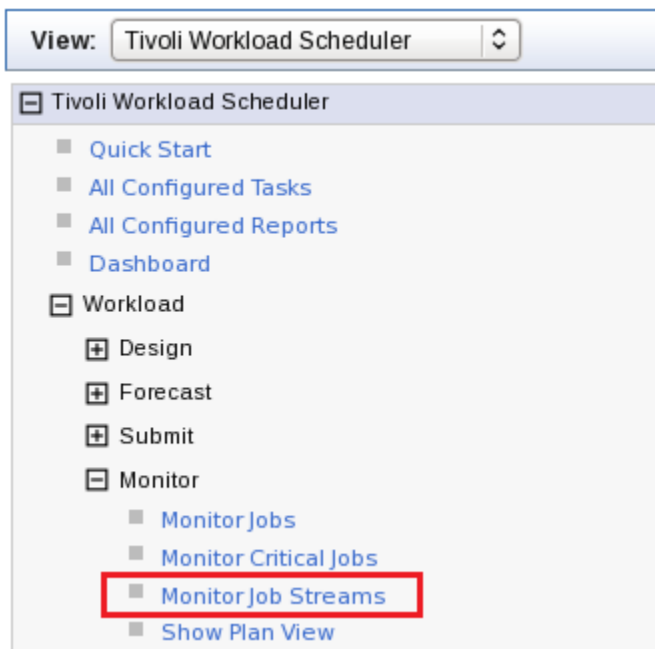 View: Tivoli Workload Scheduler
Tivoli Workload Scheduler
Quick Start
All Configured Tasks
All Configured Reports
Dashboard
Workload
Design
Forecast
Submit
Monitor
Monitor Jobs
Monitor Critical Jobs
Monitor Job Streams
Show Plan View